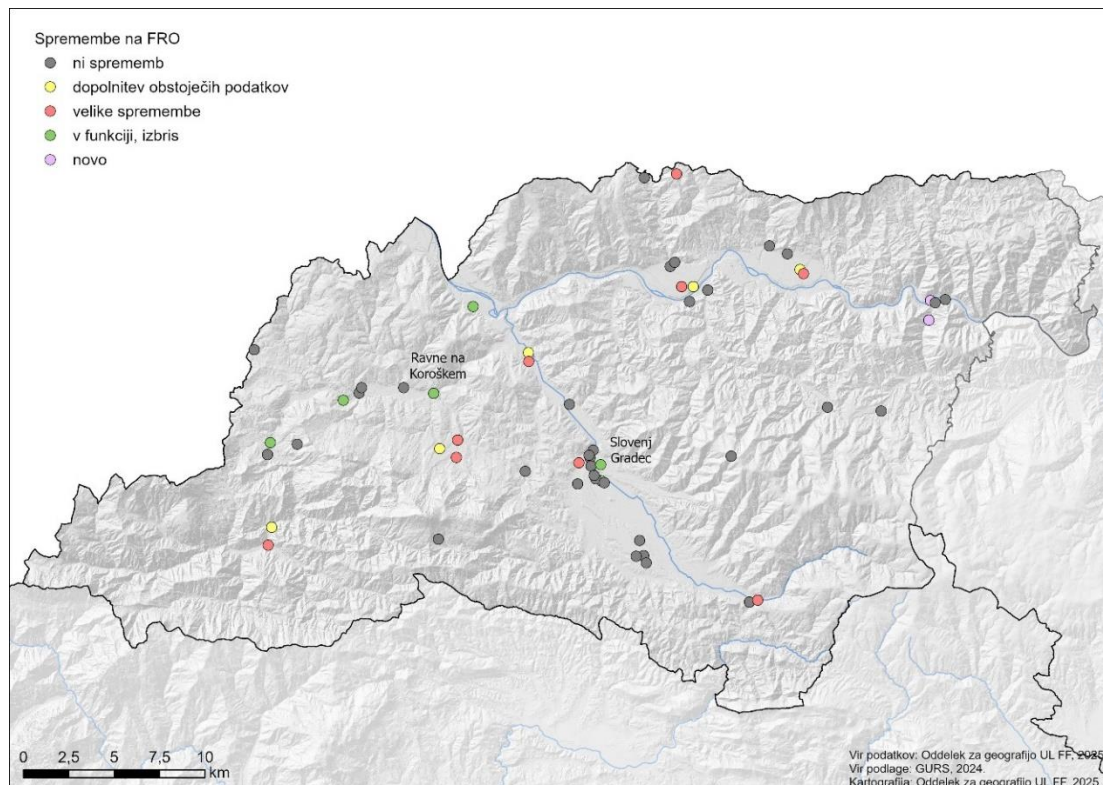 Spremembe na FRO
ni sprememb
dopolnitev obstoječih podatkov
velike spremembe
v funkciji, izbris
novo
Ravne na
Koroškem
Slovenj
Gradec
0 2,5 5 7,5 10
km
Vir podatkov: Oddelek za geografijo UL FF, 2025
Vir podlage: GURS, 2024.
Kartografija: Oddelek za geografijo UL FF, 2025